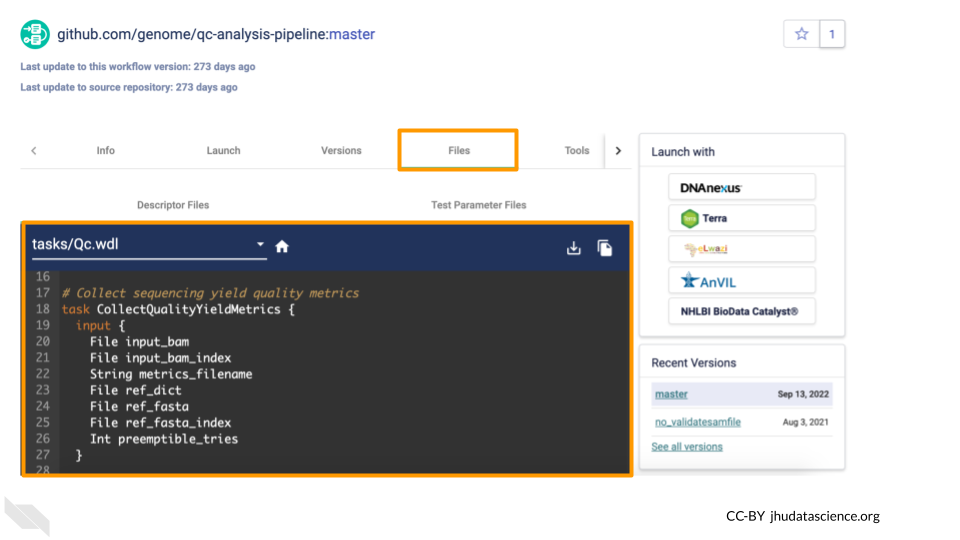 github.com/genome/qc-analysis-pipeline:master
1
Last update to this workflow version: 273 days ago
Last update to source repository: 273 days ago
Info
Launch
Versions
Files
Tools
Descriptor Files
Test Parameter Files
tasks/Qc.wdl
16
17 # Collect sequencing yield quality metrics
18 task CollectQualityYieldMetrics {
19 input {
20 File input_bam
21 File input_bam_index
22 String metrics_filename
23 File ref_dict
24 File ref_fasta
25 File ref_fasta_index
26 Int preemptible_tries
27 }
28
Launch with
DNAnexus
Terra
Terra
eLwazi
AnVIL
NHLBI BioData Catalyst®
Recent Versions
master Sep 13, 2022
no_validatesamfile Aug 3, 2021
See all versions
CC-BY jhudatascience.org